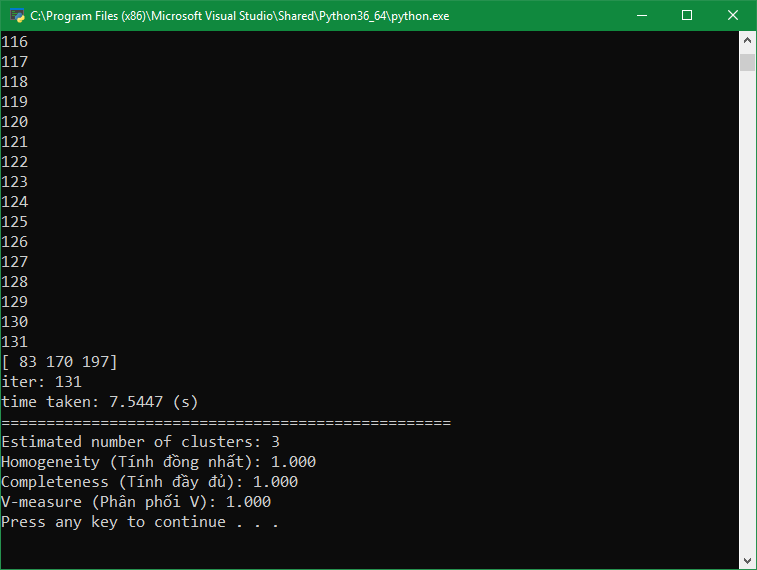 C:\Program Files (x86)\Microsoft Visual Studio\Shared\Python36_64\python.exe
116
117
118
119
120
121
122
123
124
125
126
127
128
129
130
131
[ 83 170 197]
iter: 131
time taken: 7.5447 (s)
==================================================
Estimated number of clusters: 3
Homogeneity (Tính đồng nhất): 1.000
Completeness (Tính đầy đủ): 1.000
V-measure (Phân phối V): 1.000
Press any key to continue . . .